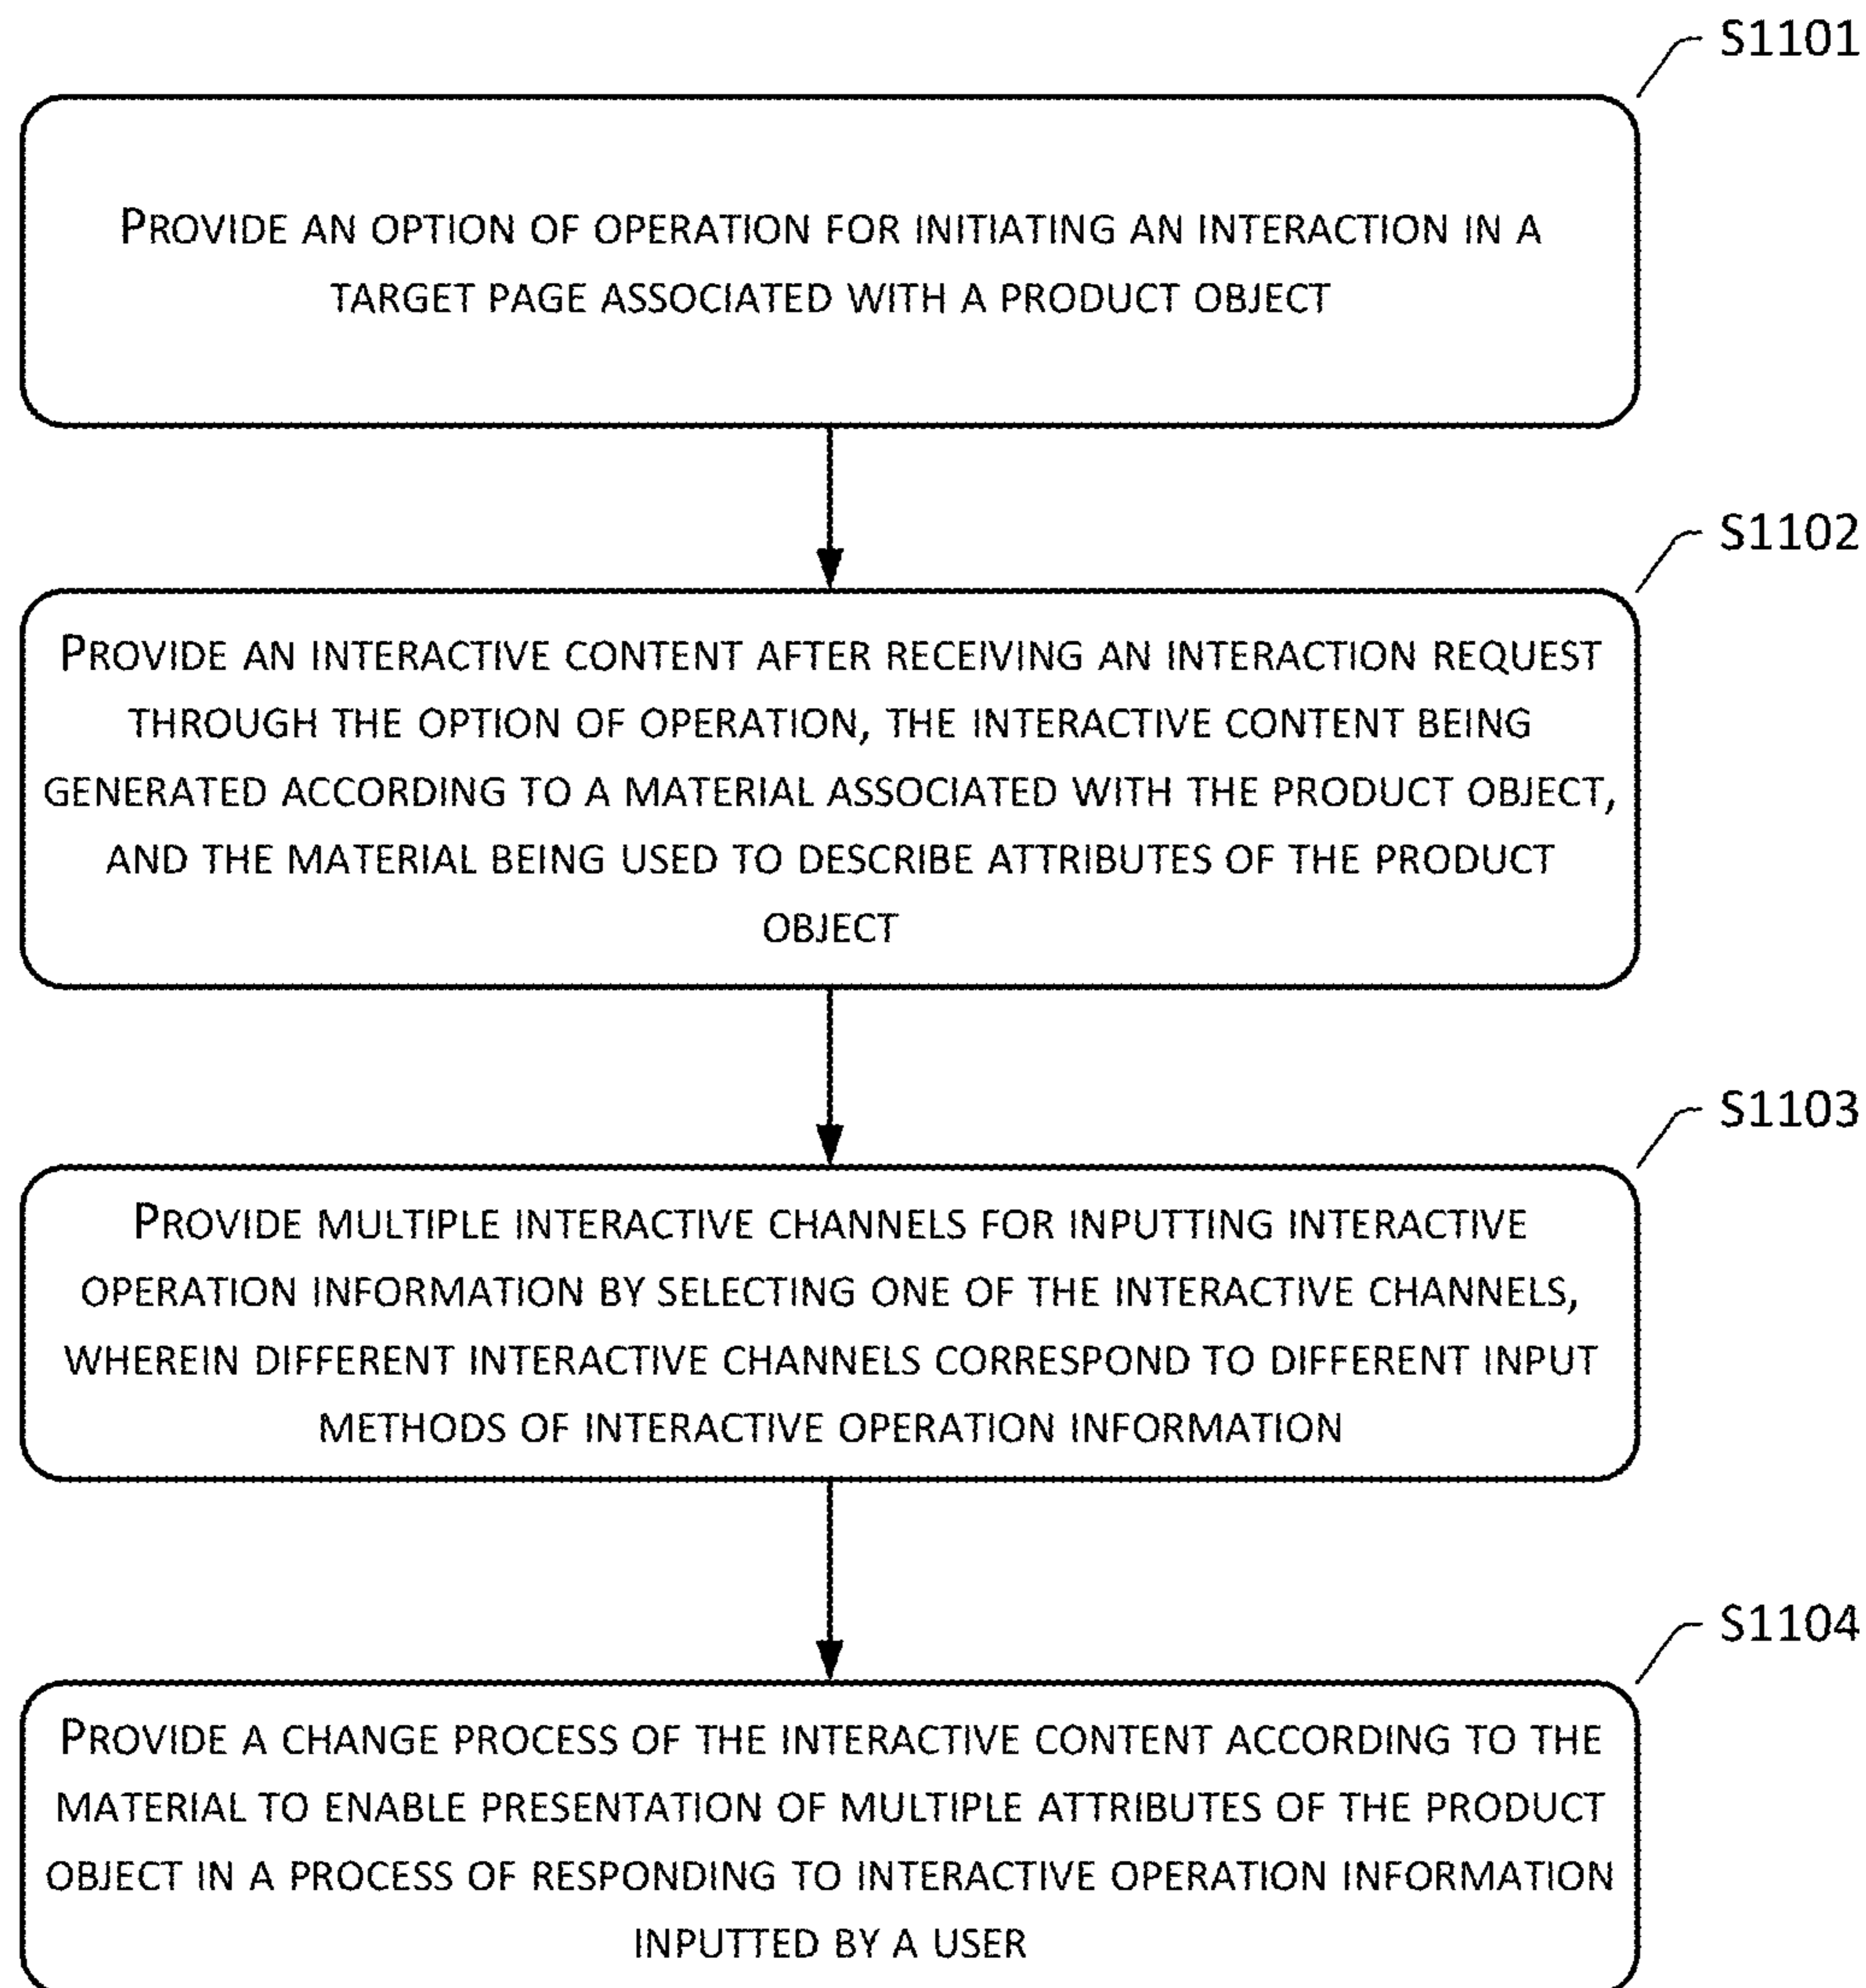 S1101
PROVIDE AN OPTION OF OPERATION FOR INITIATING AN INTERACTION IN A
TARGET PAGE ASSOCIATED WITH A PRODUCT OBJECT
S1102
PROVIDE AN INTERACTIVE CONTENT AFTER RECEIVING AN INTERACTION REQUEST
THROUGH THE OPTION OF OPERATION, THE INTERACTIVE CONTENT BEING
GENERATED ACCORDING TO A MATERIAL ASSOCIATED WITH THE PRODUCT OBJECT,
AND THE MATERIAL BEING USED TO DESCRIBE ATTRIBUTES OF THE PRODUCT
OBJECT
S1103
PROVIDE MULTIPLE INTERACTIVE CHANNELS FOR INPUTTING INTERACTIVE
OPERATION INFORMATION BY SELECTING ONE OF THE INTERACTIVE CHANNELS,
WHEREIN DIFFERENT INTERACTIVE CHANNELS CORRESPOND TO DIFFERENT INPUT
METHODS OF INTERACTIVE OPERATION INFORMATION
S1104
PROVIDE A CHANGE PROCESS OF THE INTERACTIVE CONTENT ACCORDING TO THE
MATERIAL TO ENABLE PRESENTATION OF MULTIPLE ATTRIBUTES OF THE PRODUCT
OBJECT IN A PROCESS OF RESPONDING TO INTERACTIVE OPERATION INFORMATION
INPUTTED BY A USER